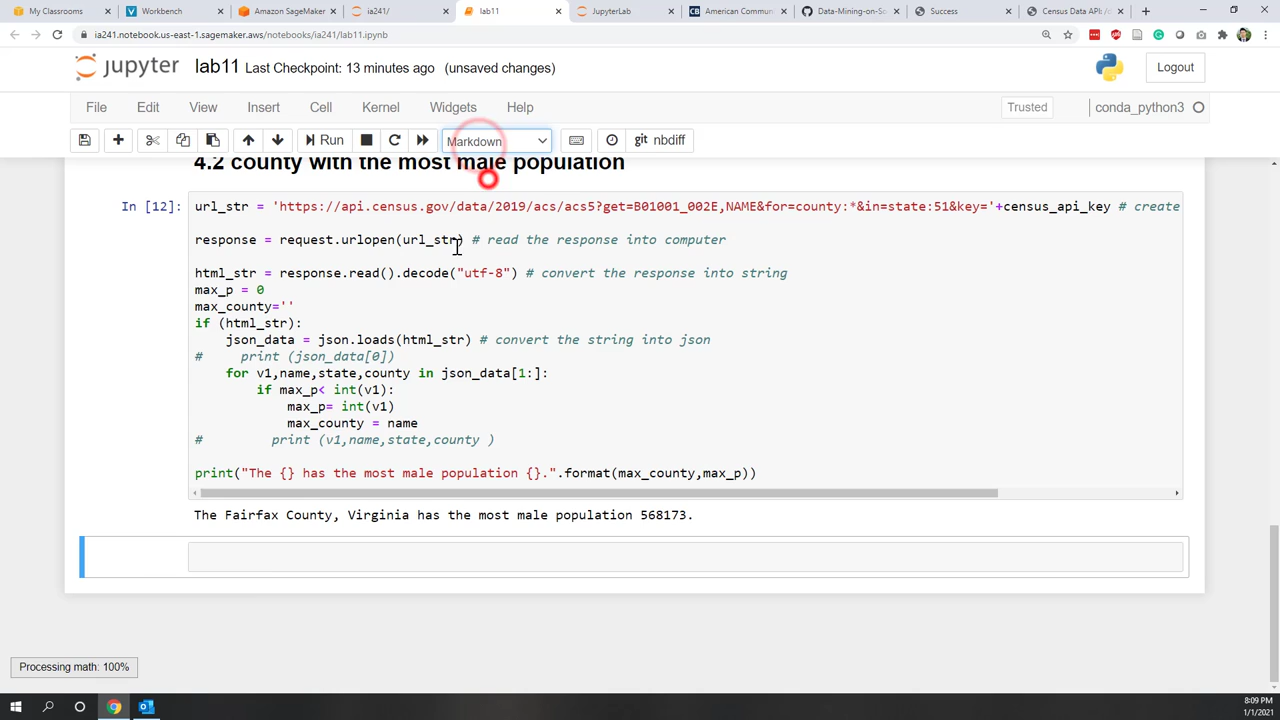 My Classrooms
Workbench
Amazon SageMaker
ia241/
lab11
JupyterLab
American Commun
Data-Mining-on-So
Success
Census Data API: /d
ia241.notebook.us-east-1.sagemaker.aws/notebooks/ia241/lab11.ipynb
jupyter lab11 Last Checkpoint: 13 minutes ago (unsaved changes)
Logout
File Edit View Insert Cell Kernel Widgets Help
Trusted
conda_python3
Run
Markdown
git nbdiff
4.2 county with the most male population
In [12]:
url_str = 'https://api.census.gov/data/2019/acs/acs5?get=B01001_002E,NAME&for=county:*&in=state:51&key='+census_api_key # create
response = request.urlopen(url_str) # read the response into computer
html_str = response.read().decode("utf-8") # convert the response into string
max_p = 0
max_county=''
if (html_str):
json_data = json.loads(html_str) # convert the string into json
# print (json_data[0])
for v1,name,state,county in json_data[1:]:
if max_p< int(v1):
max_p= int(v1)
max_county = name
# print (v1,name,state,county )
print("The {} has the most male population {}.".format(max_county,max_p))
The Fairfax County, Virginia has the most male population 568173.
Processing math: 100%
8:09 PM
1/1/2021